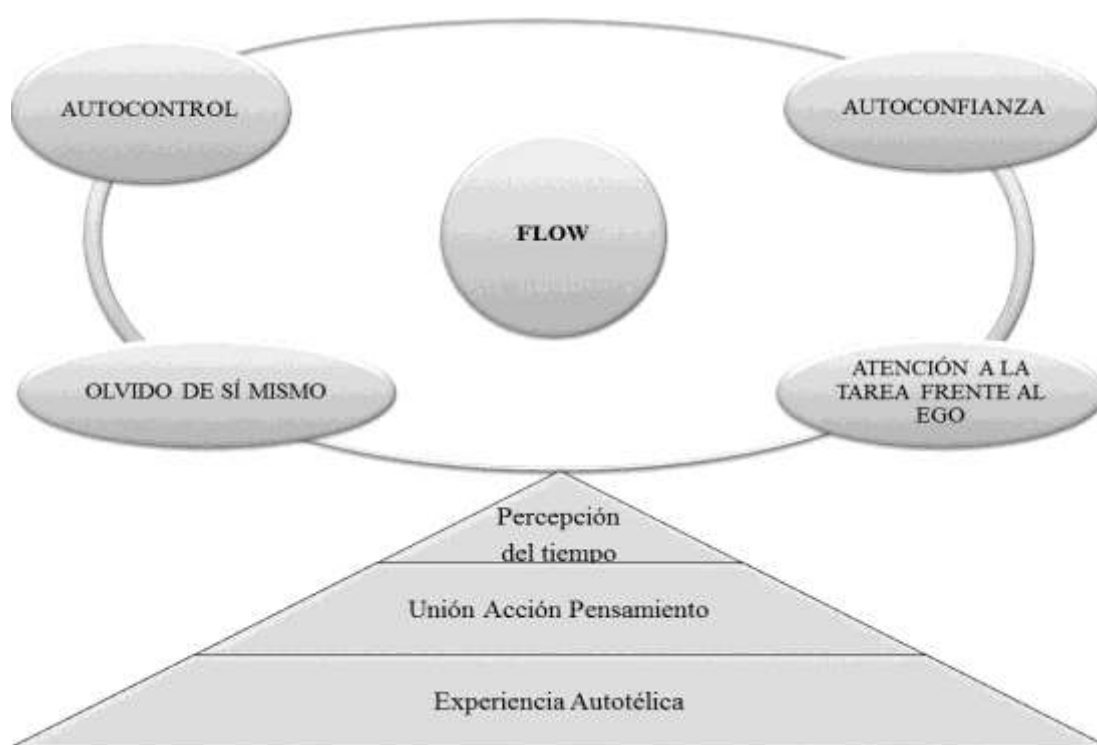 AUTOCONTROL
AUTOCONFIANZA
FLOW
OLVIDO DE SÍ MISMO
ATENCIÓN A LA
TAREA FRENTE AL
EGO
Percepción
del tiempo
Unión Acción Pensamiento
Experiencia Autotélica